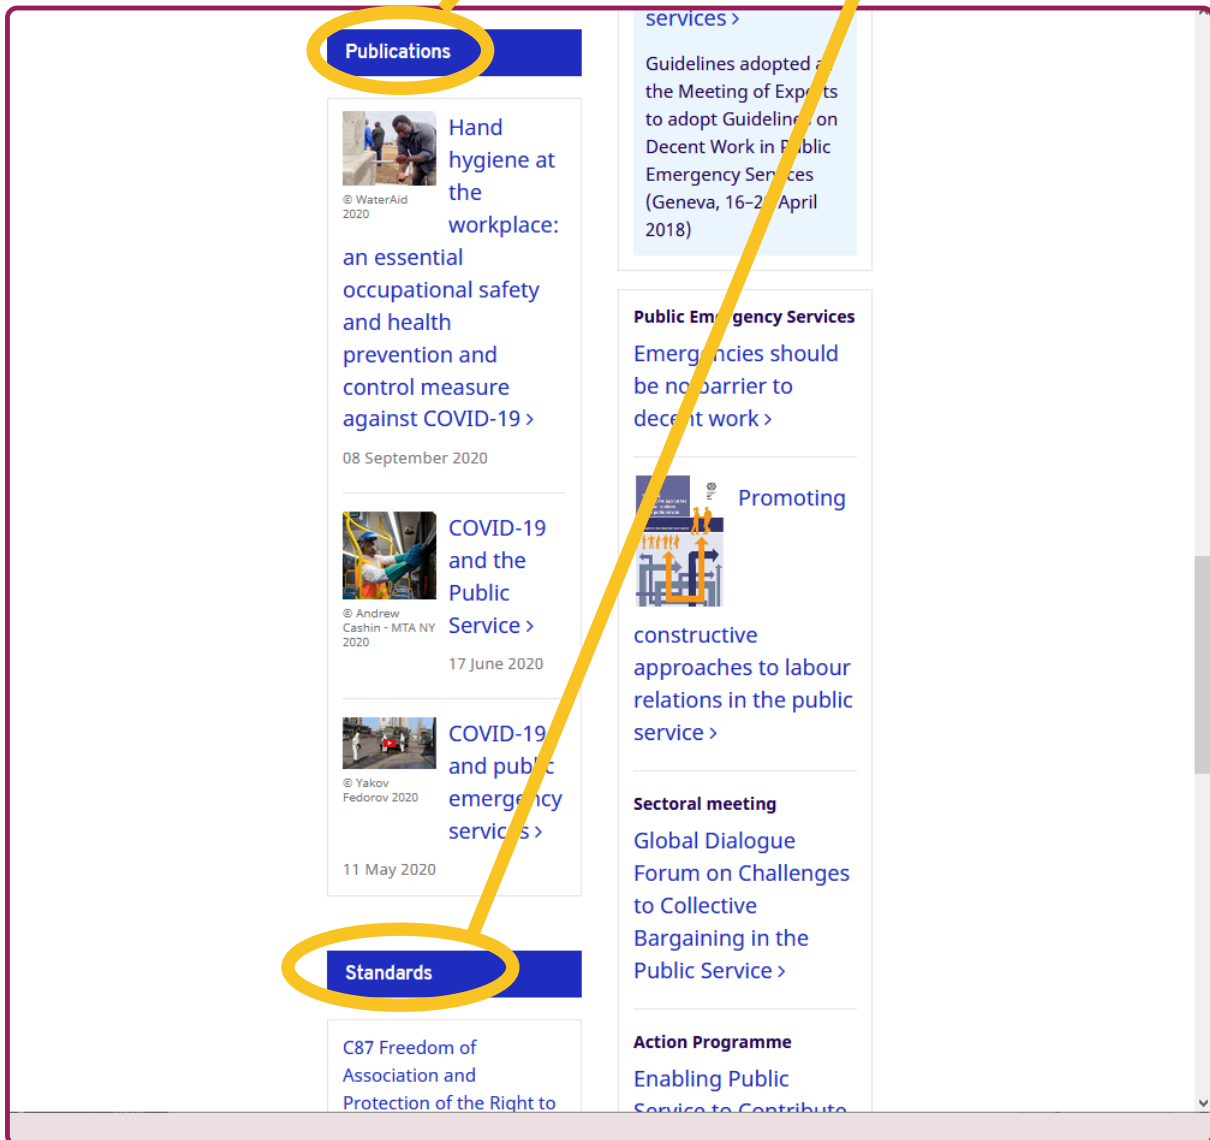 Publications
Hand
hygiene at
the
workplace:
an essential
occupational safety
and health
prevention and
control measure
against COVID-19 >
© WaterAid
2020
08 September 2020
COVID-19
and the
Public
Service >
© Andrew
Cashin - MTA NY
2020
17 June 2020
COVID-19
and public
emergency
services >
© Yakov
Fedorov 2020
11 May 2020
Standards
C87 Freedom of
Association and
Protection of the Right to
services >
Guidelines adopted at
the Meeting of Experts
to adopt Guidelines on
Decent Work in Public
Emergency Services
(Geneva, 16–20 April
2018)
Public Emergency Services
Emergencies should
be no barrier to
decent work >
Promoting
constructive
approaches to labour
relations in the public
service >
Sectoral meeting
Global Dialogue
Forum on Challenges
to Collective
Bargaining in the
Public Service >
Action Programme
Enabling Public
Service to Contribute